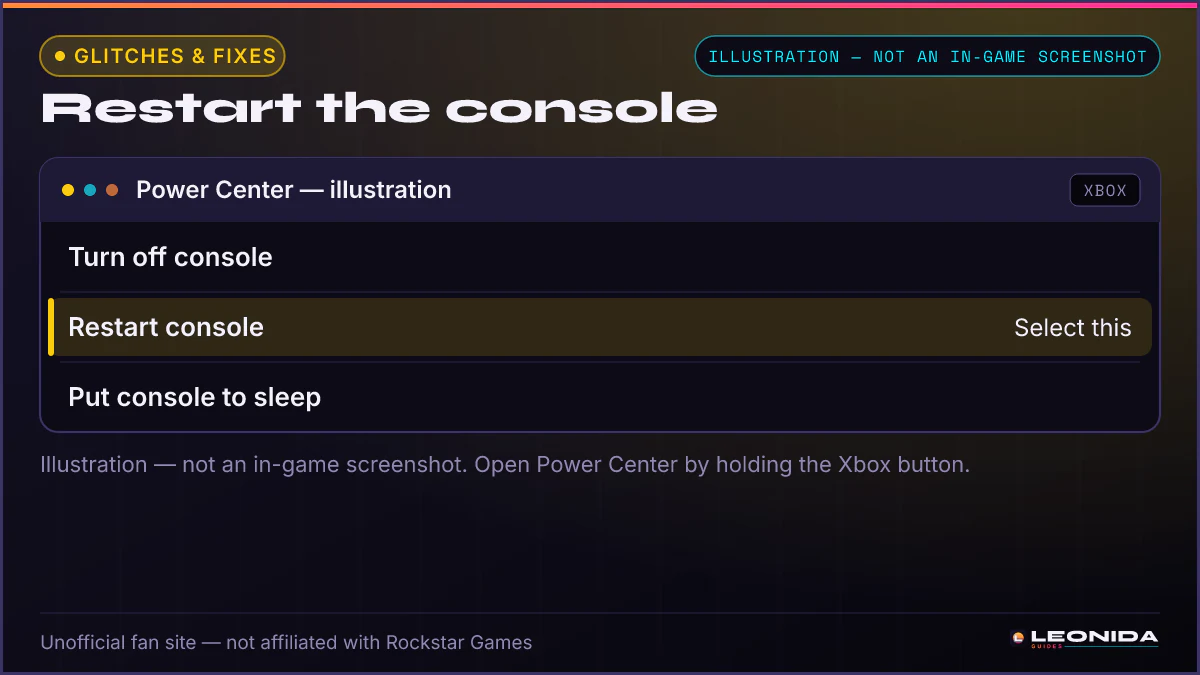 GLITCHES & FIXES
ILLUSTRATION — NOT AN IN-GAME SCREENSHOT
Restart the console
Power Center — illustration
XBOX
Turn off console
Restart console
Select this
Put console to sleep
Illustration — not an in-game screenshot. Open Power Center by holding the Xbox button.
Unofficial fan site — not affiliated with Rockstar Games
LEONIDA
GUIDES